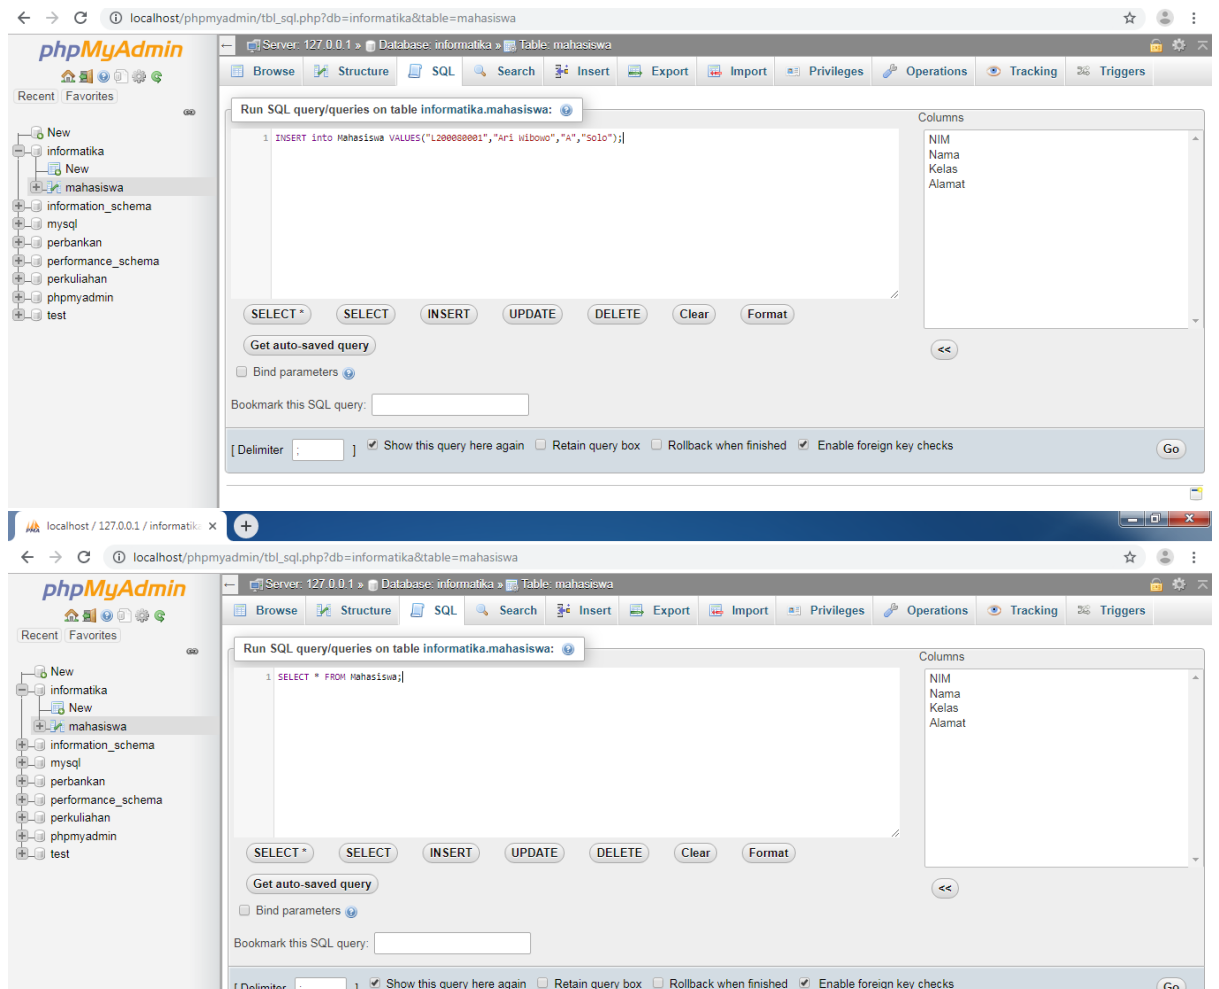 localhost/phpmyadmin/tbl_sql.php?db=informatika&table=mahasiswa
phpMyAdmin
Server: 127.0.0.1 » Database: informatika » Table: mahasiswa
Browse Structure SQL Search Insert Export Import Privileges Operations Tracking Triggers
Recent Favorites
New
informatika
New
mahasiswa
information_schema
mysql
perbankan
performance_schema
perkuliahan
phpmyadmin
test
Run SQL query/queries on table informatika.mahasiswa:
1 INSERT into Mahasiswa VALUES("L200080001","Ari Wibowo","A","Solo");
Columns
NIM
Nama
Kelas
Alamat
SELECT * SELECT INSERT UPDATE DELETE Clear Format
<<
Get auto-saved query
Bind parameters
Bookmark this SQL query:
[ Delimiter ; ] Show this query here again Retain query box Rollback when finished Enable foreign key checks Go
localhost / 127.0.0.1 / informatik
localhost/phpmyadmin/tbl_sql.php?db=informatika&table=mahasiswa
phpMyAdmin
Server: 127.0.0.1 » Database: informatika » Table: mahasiswa
Browse Structure SQL Search Insert Export Import Privileges Operations Tracking Triggers
Recent Favorites
New
informatika
New
mahasiswa
information_schema
mysql
perbankan
performance_schema
perkuliahan
phpmyadmin
test
Run SQL query/queries on table informatika.mahasiswa:
1 SELECT * FROM Mahasiswa;
Columns
NIM
Nama
Kelas
Alamat
SELECT * SELECT INSERT UPDATE DELETE Clear Format
<<
Get auto-saved query
Bind parameters
Bookmark this SQL query:
[ Delimiter ; ] Show this query here again Retain query box Rollback when finished Enable foreign key checks Go